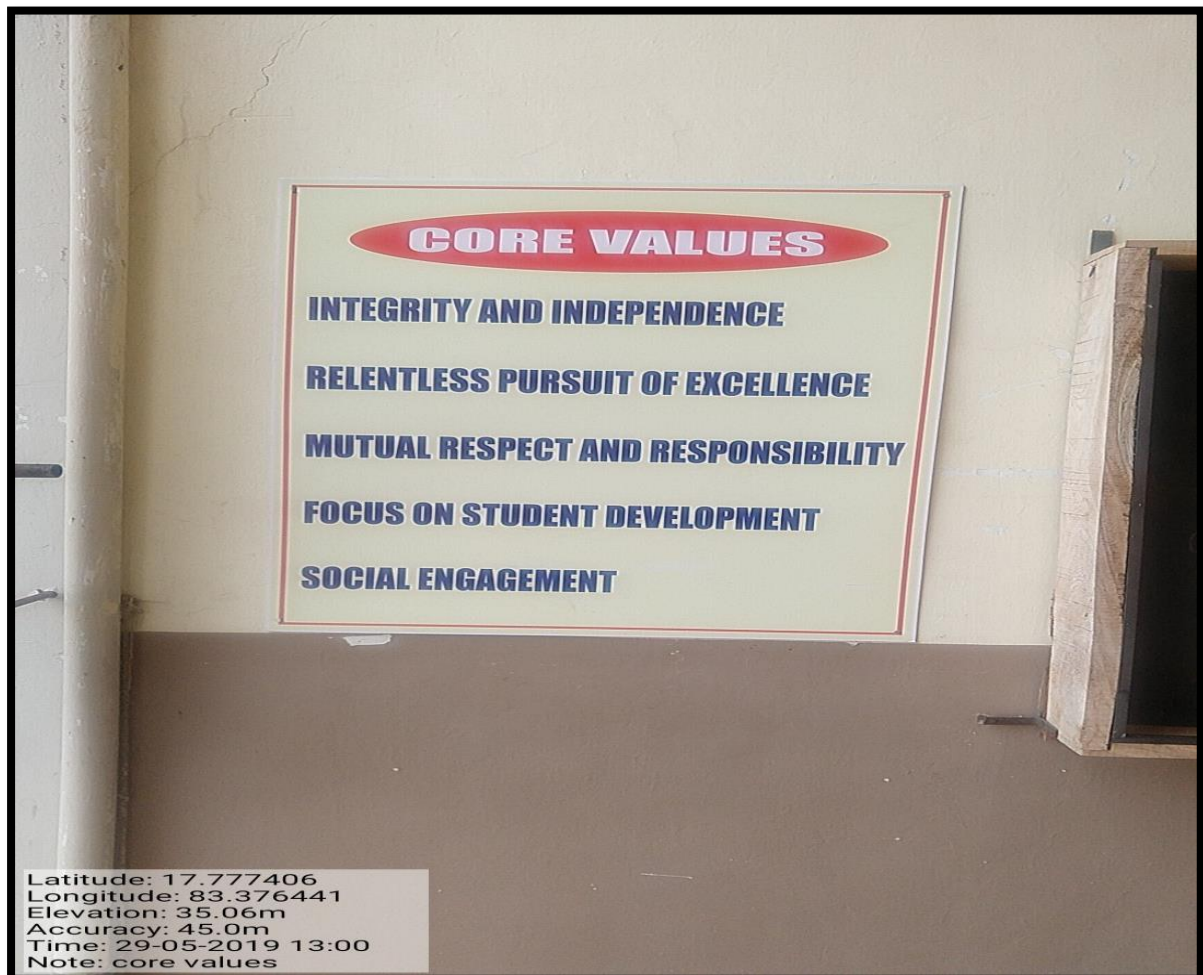 CORE VALUES
INTEGRITY AND INDEPENDENCE
RELENTLESS PURSUIT OF EXCELLENCE
MUTUAL RESPECT AND RESPONSIBILITY
FOCUS ON STUDENT DEVELOPMENT
SOCIAL ENGAGEMENT
Latitude: 17.777406
Longitude: 83.376441
Elevation: 35.06m
Accuracy: 45.0m
Time: 29-05-2019 13:00
Note: core values